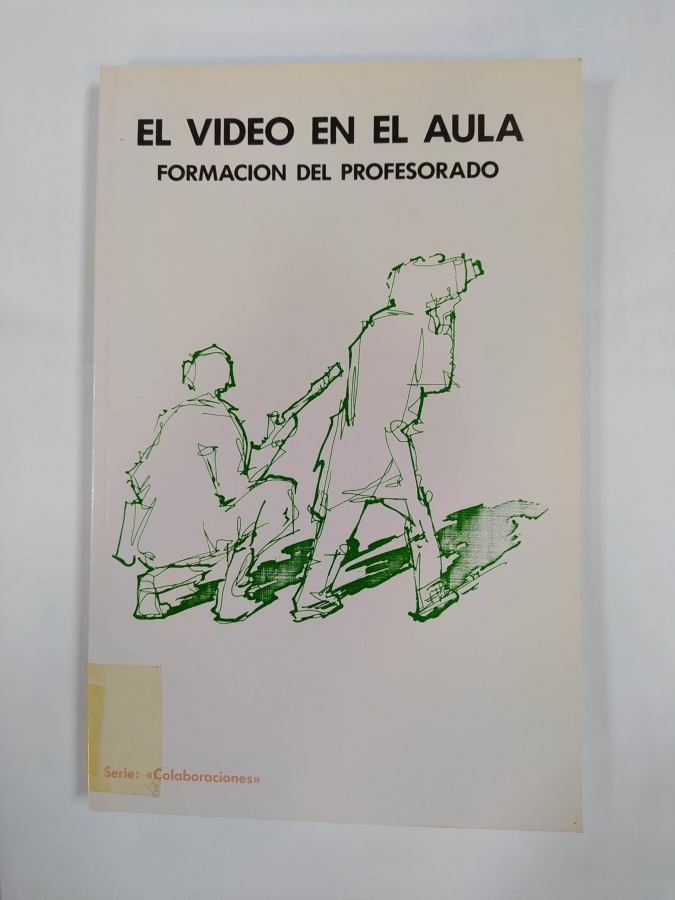 EL VIDEO EN EL AULA
FORMACION DEL PROFESORADO
Serie: «Colaboraciones»